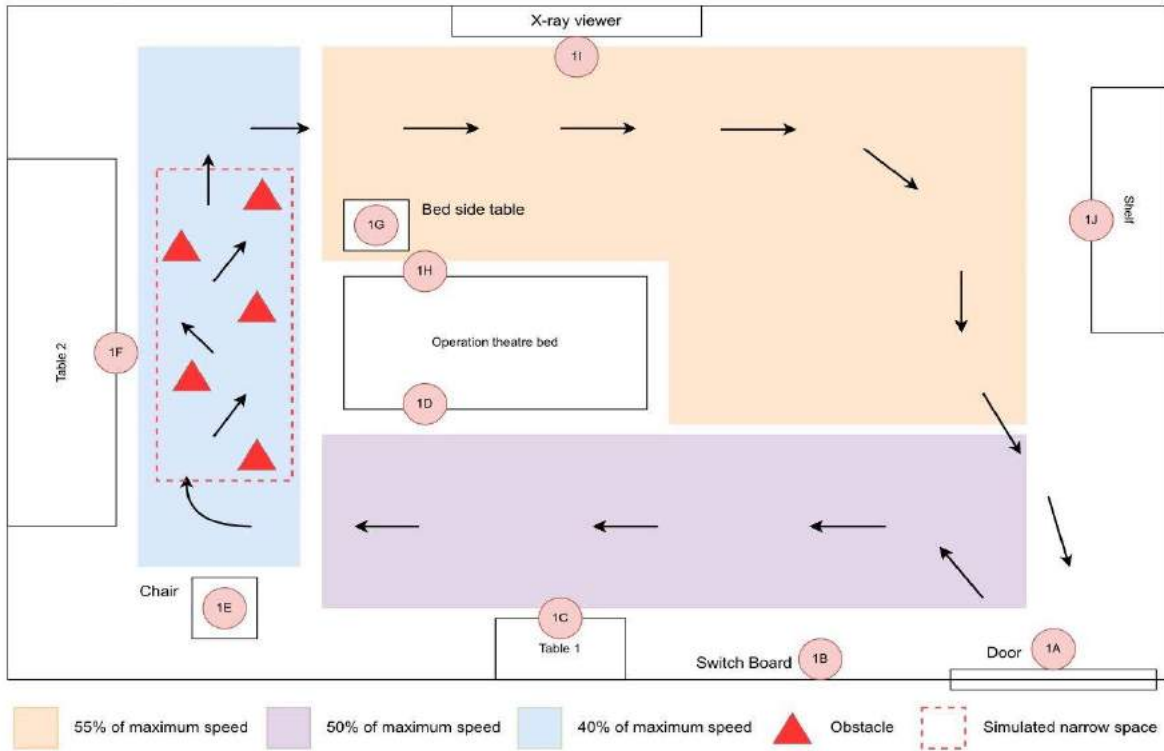 X-ray viewer
1I
1J
Shelf
1G
Bed side table
1H
Operation theatre bed
1D
Table 2
1F
Chair
1E
1C
Table 1
Switch Board
1B
Door
1A
55% of maximum speed
50% of maximum speed
40% of maximum speed
Obstacle
Simulated narrow space